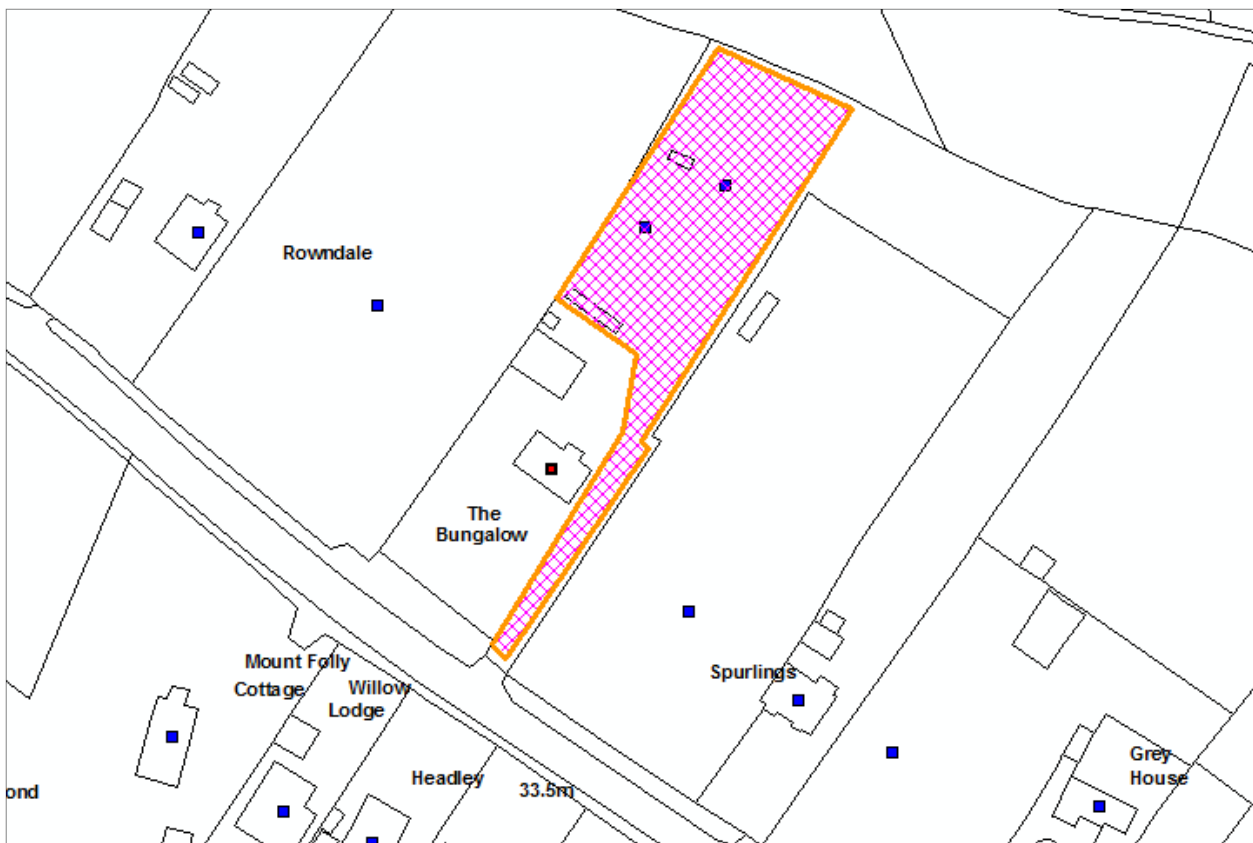 Rowndale
The
Bungalow
Mount Folly
Cottage
Willow
Lodge
Spurlings
Headley
33.5m
Grey
House
ond